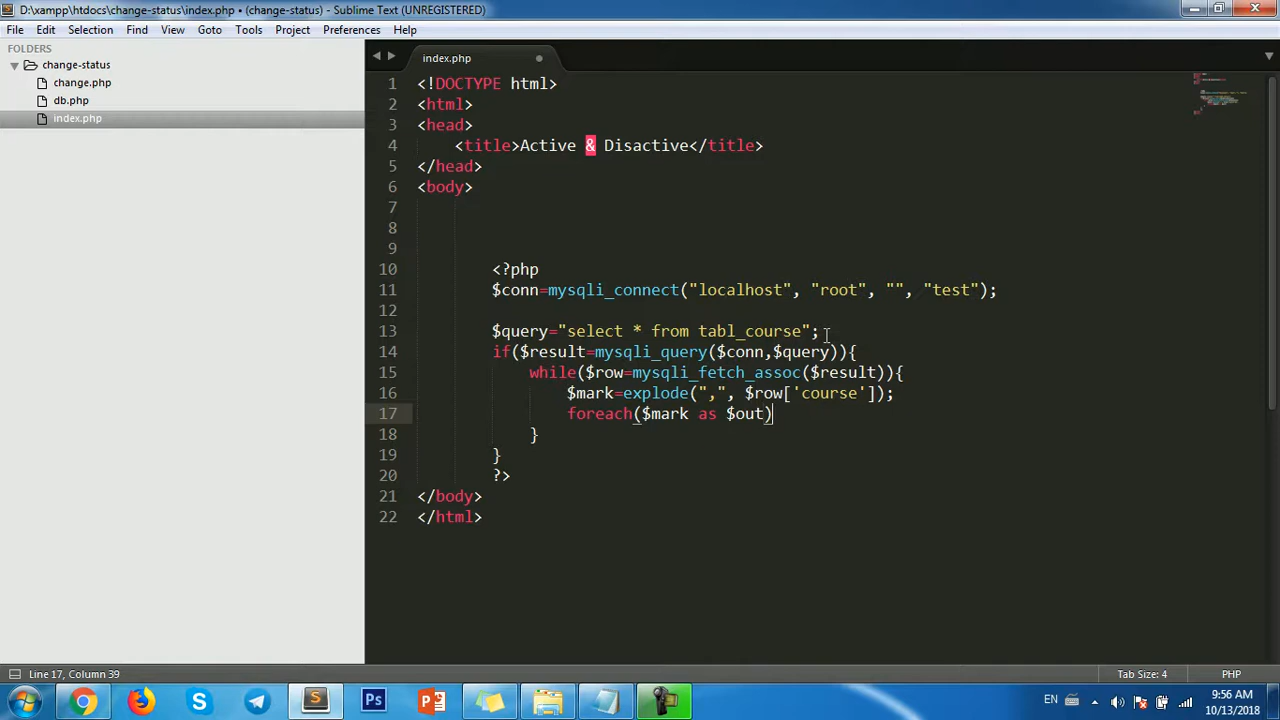 D:\xampp\htdocs\change-status\index.php • (change-status) - Sublime Text (UNREGISTERED)
File Edit Selection Find View Goto Tools Project Preferences Help
FOLDERS
change-status
change.php
db.php
index.php
index.php
1 <!DOCTYPE html>
2 <html>
3 <head>
4 <title>Active & Disactive</title>
5 </head>
6 <body>
7
8
9
10 <?php
11 $conn=mysqli_connect("localhost", "root", "", "test");
12
13 $query="select * from tabl_course";
14 if($result=mysqli_query($conn,$query)){
15 while($row=mysqli_fetch_assoc($result)){
16 $mark=explode(",", $row['course']);
17 foreach($mark as $out)
18 }
19 }
20 ?>
21 </body>
22 </html>
Line 17, Column 39 Tab Size: 4 PHP
S Ps P EN 9:56 AM
10/13/2018